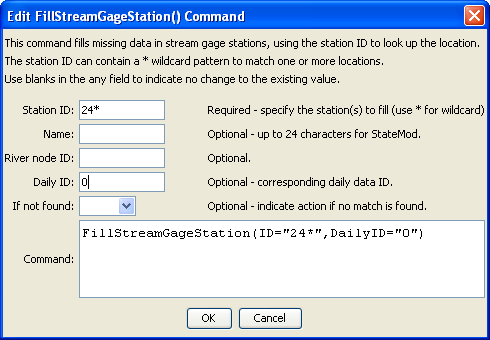 Edit FillStreamGageStation() Command
This command fills missing data in stream gage stations, using the station ID to look up the location.
The station ID can contain a * wildcard pattern to match one or more locations.
Use blanks in the any field to indicate no change to the existing value.
Station ID: 24* Required - specify the station(s) to fill (use * for wildcard)
Name: Optional - up to 24 characters for StateMod.
River node ID: Optional.
Daily ID: 0 Optional - corresponding daily data ID.
If not found: Optional - indicate action if no match is found.
FillStreamGageStation(ID="24*",DailyID="0")
Command:
OK Cancel